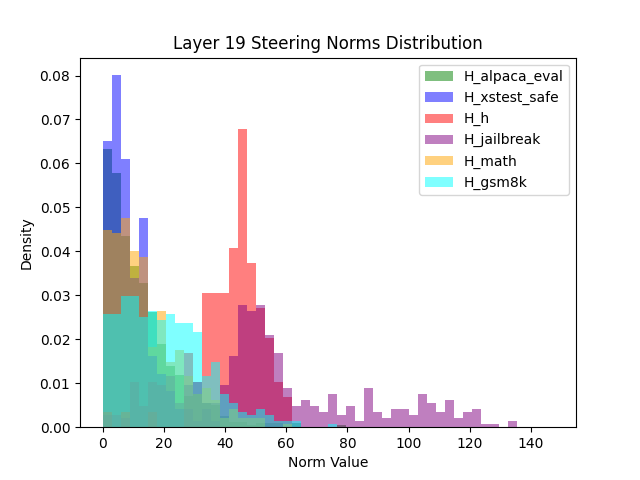 Layer 19 Steering Norms Distribution
H_alpaca_eval
H_xstest_safe
H_h
H_jailbreak
H_math
H_gsm8k
0.08
0.07
0.06
0.05
0.04
0.03
0.02
0.01
0.00
Density
0 20 40 60 80 100 120 140
Norm Value